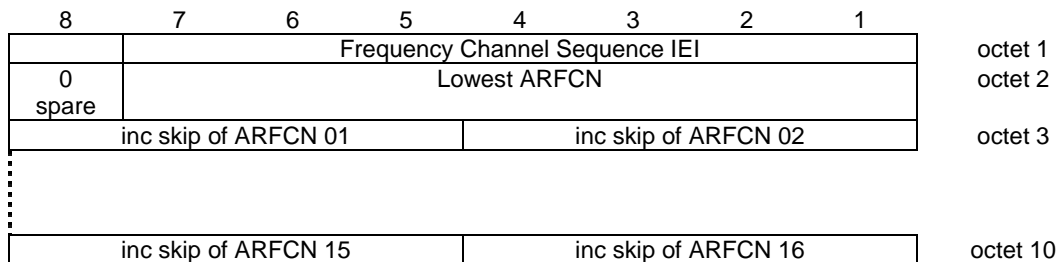 8 7 6 5 4 3 2 1
Frequency Channel Sequence IEI octet 1
0 Lowest ARFCN octet 2
spare
inc skip of ARFCN 01 inc skip of ARFCN 02 octet 3
inc skip of ARFCN 15 inc skip of ARFCN 16 octet 10